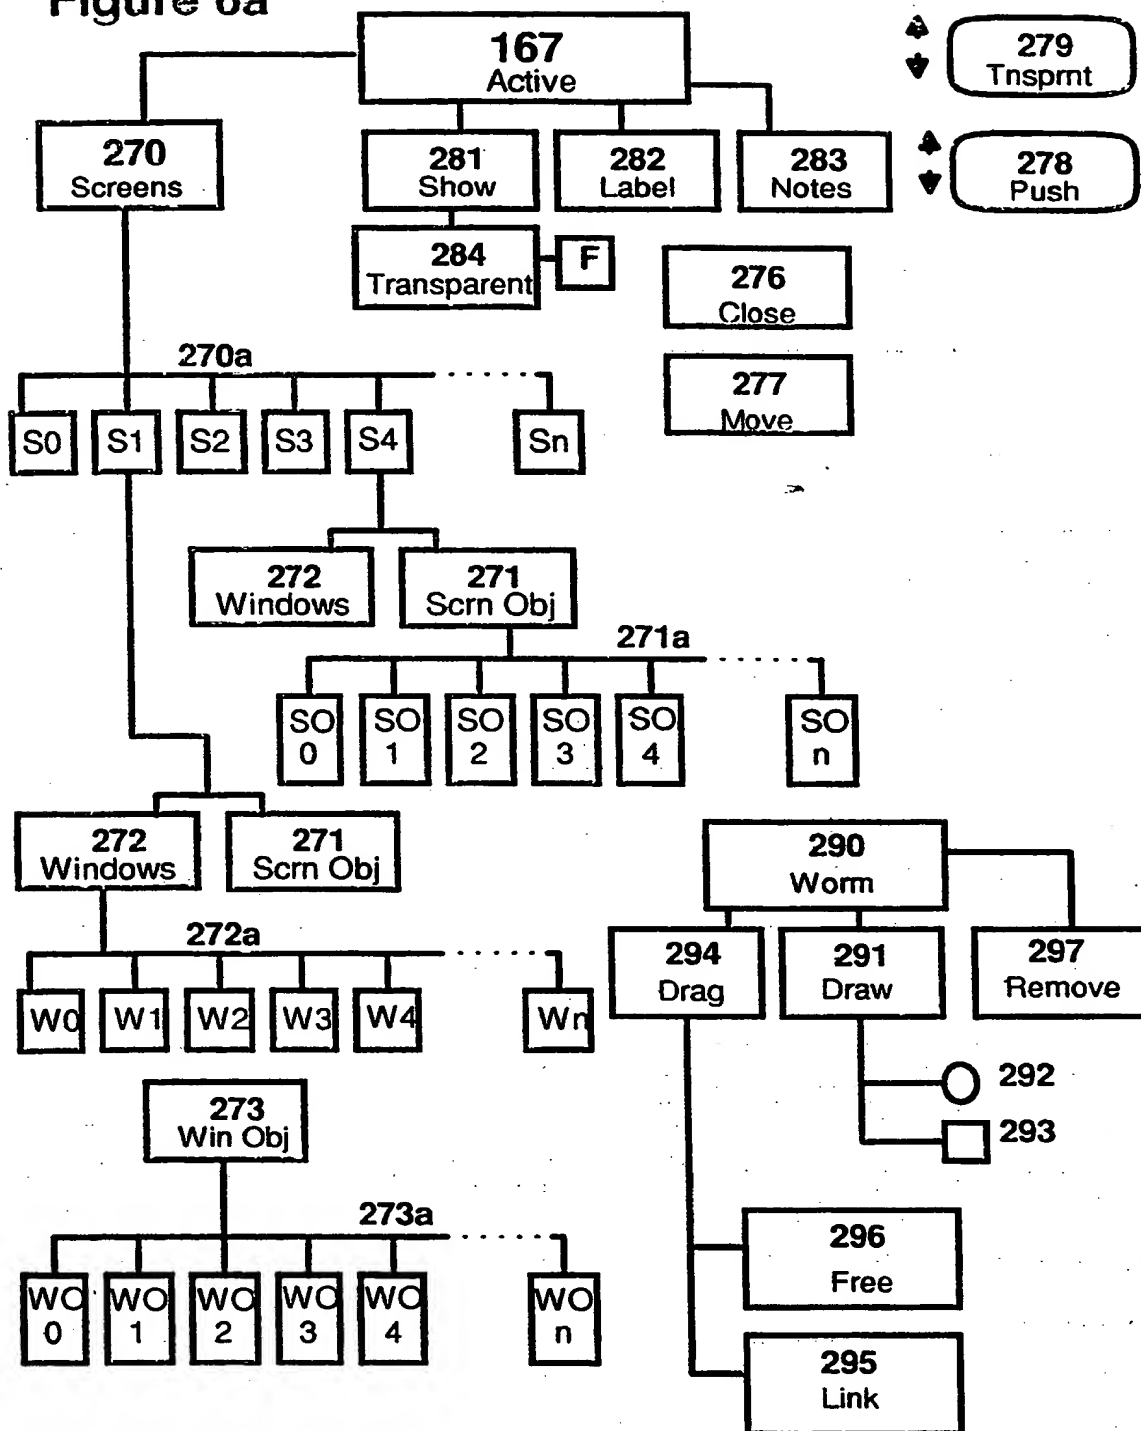 Figure 6a
167
Active
279
Tnsprnt
270
Screens
281
Show
282
Label
283
Notes
278
Push
284
Transparent
F
276
Close
270a
277
Move
S0 S1 S2 S3 S4 Sn
272
Windows
271
Scrn Obj
271a
SO
0
SO
1
SO
2
SO
3
SO
4
SO
n
272
Windows
271
Scrn Obj
290
Worm
272a
294
Drag
291
Draw
297
Remove
W0 W1 W2 W3 W4 Wn
292
273
Win Obj
293
273a
296
Free
WO
0
WO
1
WO
2
WO
3
WO
4
WO
n
295
Link